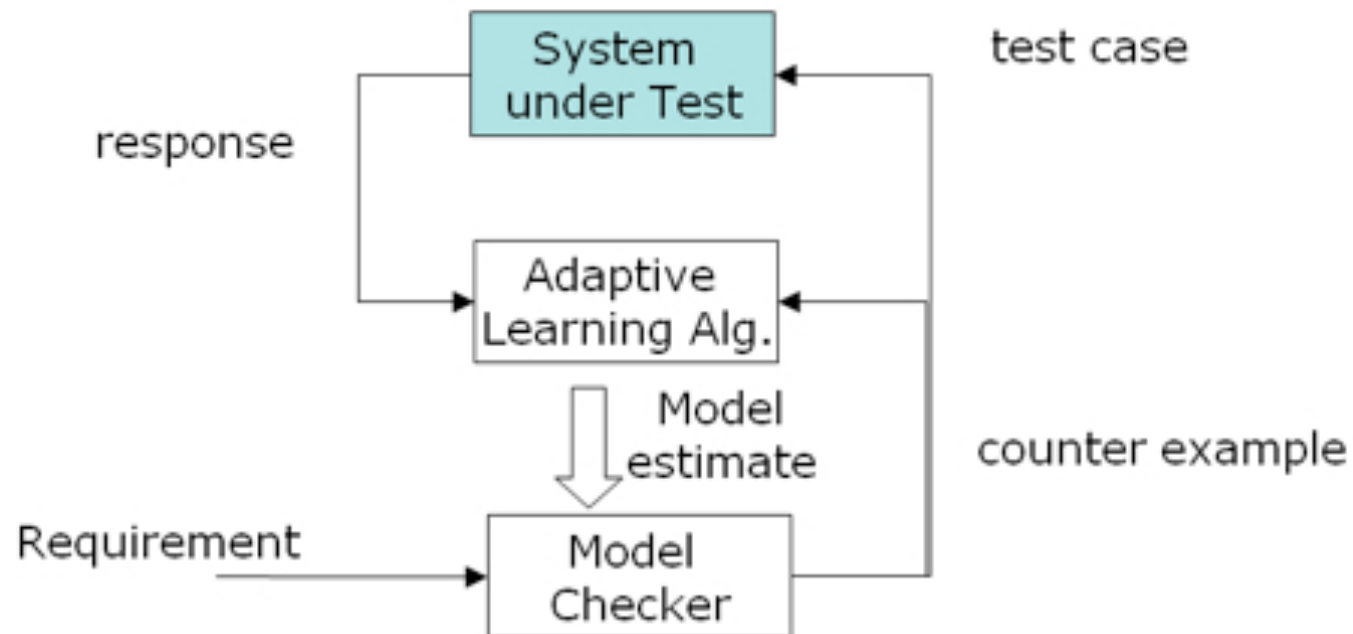 System
under Test
test case
response
Adaptive
Learning Alg.
Model
estimate
counter example
Requirement
Model
Checker